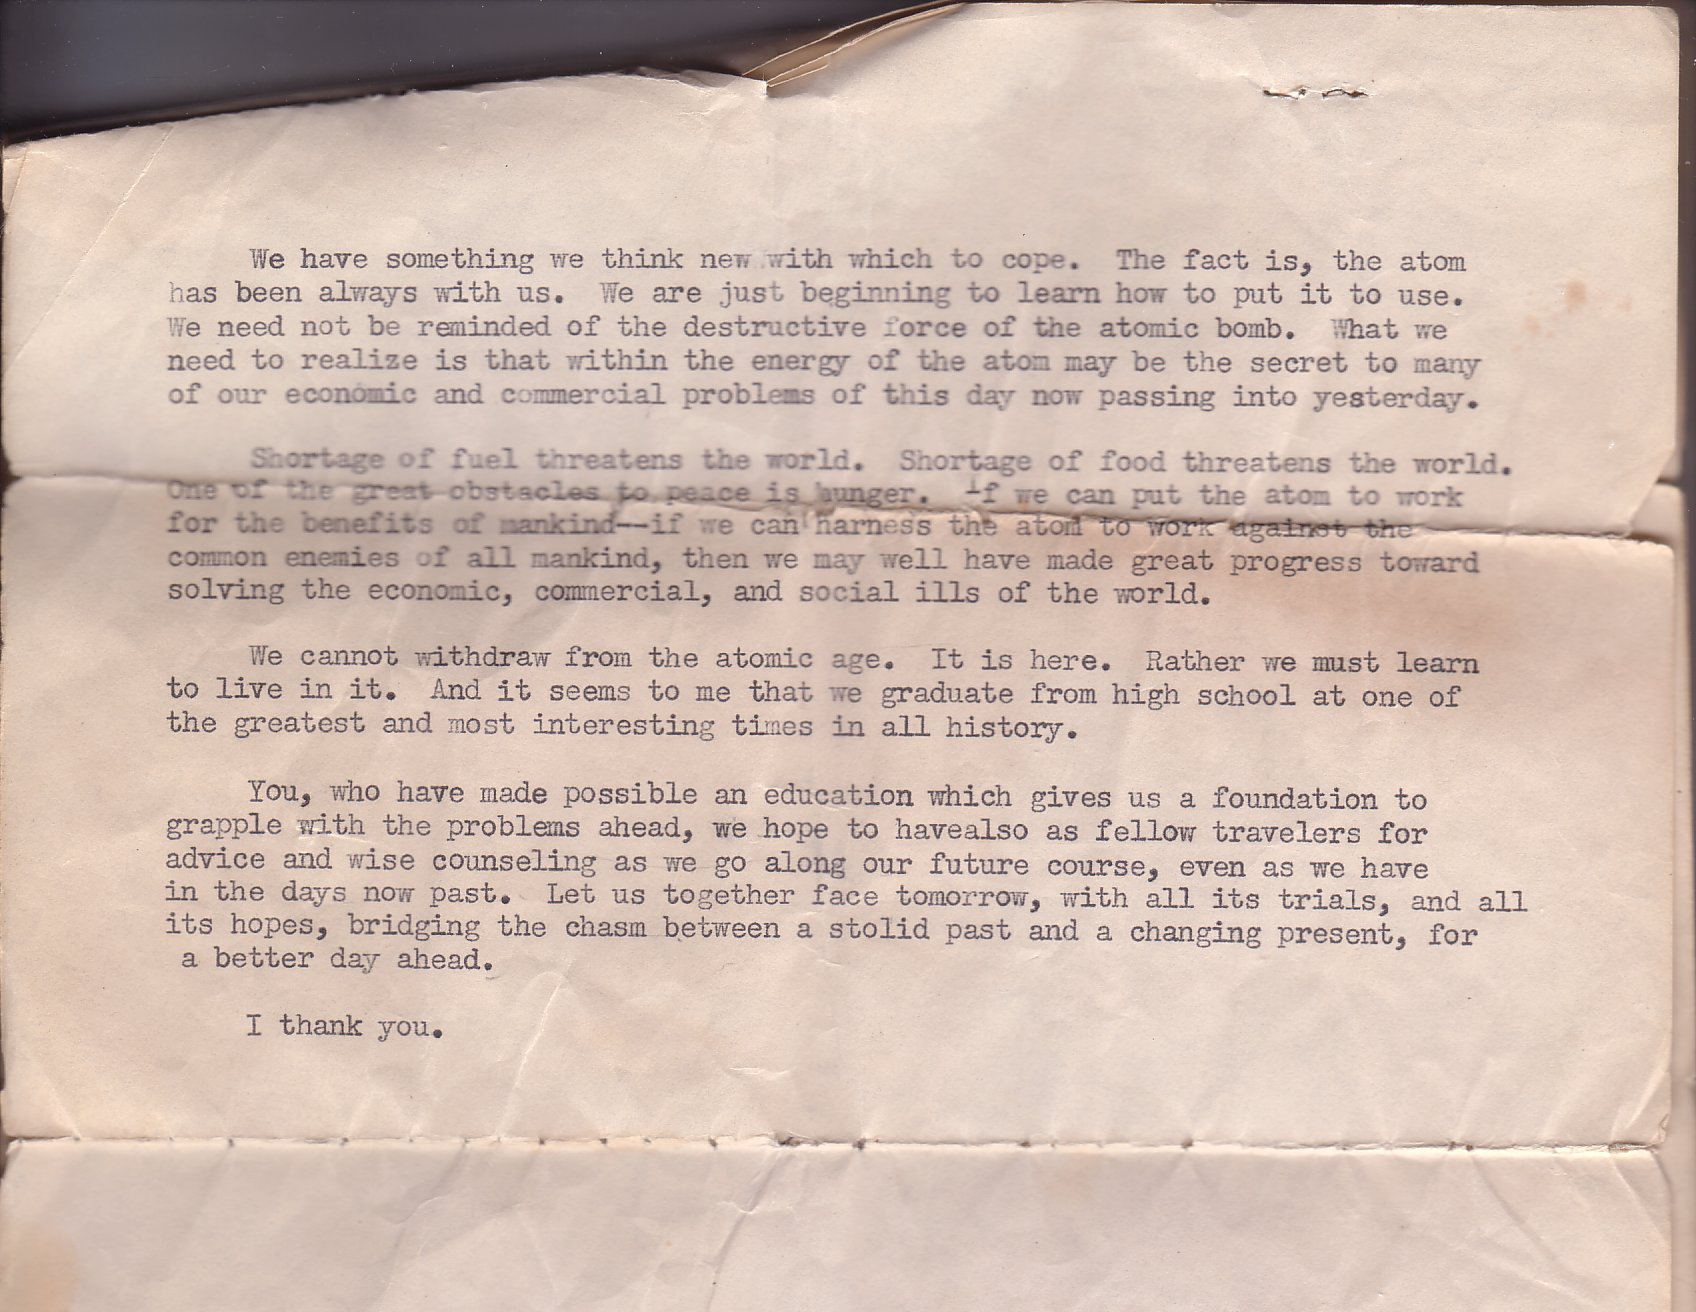 We have something we think new with which to cope. The fact is, the atom
has been always with us. We are just beginning to learn how to put it to use.
We need not be reminded of the destructive force of the atomic bomb. What we
need to realize is that within the energy of the atom may be the secret to many
of our economic and commercial problems of this day now passing into yesterday.
Shortage of fuel threatens the world. Shortage of food threatens the world.
One of the great obstacles to peace is hunger. If we can put the atom to work
for the benefits of mankind--if we can harness the atom to work against the
common enemies of all mankind, then we may well have made great progress toward
solving the economic, commercial, and social ills of the world.
We cannot withdraw from the atomic age. It is here. Rather we must learn
to live in it. And it seems to me that we graduate from high school at one of
the greatest and most interesting times in all history.
You, who have made possible an education which gives us a foundation to
grapple with the problems ahead, we hope to havealso as fellow travelers for
advice and wise counseling as we go along our future course, even as we have
in the days now past. Let us together face tomorrow, with all its trials, and all
its hopes, bridging the chasm between a stolid past and a changing present, for
a better day ahead.
I thank you.